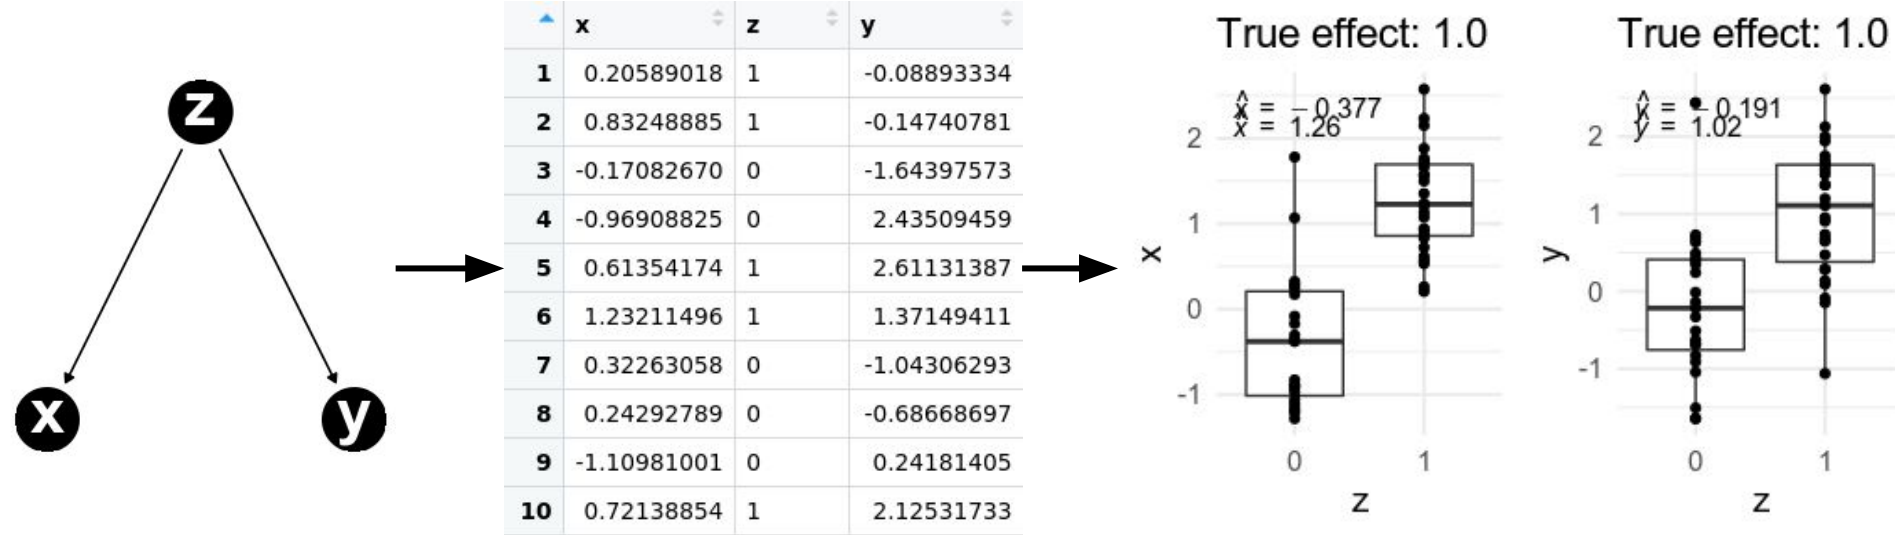 z
x
y
x z y
1 0.20589018 1 -0.08893334
2 0.83248885 1 -0.14740781
3 -0.17082670 0 -1.64397573
4 -0.96908825 0 2.43509459
5 0.61354174 1 2.61131387
6 1.23211496 1 1.37149411
7 0.32263058 0 -1.04306293
8 0.24292789 0 -0.68668697
9 -1.10981001 0 0.24181405
10 0.72138854 1 2.12531733
True effect: 1.0
x̂ = −0.377
x̂ = 1.26
2
1
0
-1
x
0 1
z
True effect: 1.0
ŷ = −0.191
ŷ = 1.02
2
1
0
-1
y
0 1
z